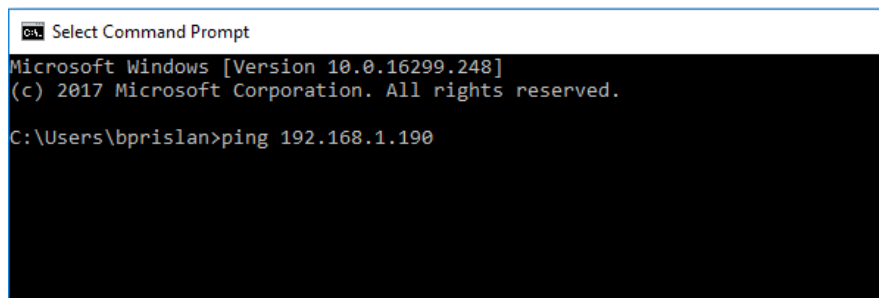 Select Command Prompt
Microsoft Windows [Version 10.0.16299.248]
(c) 2017 Microsoft Corporation. All rights reserved.
C:\Users\bprislan>ping 192.168.1.190